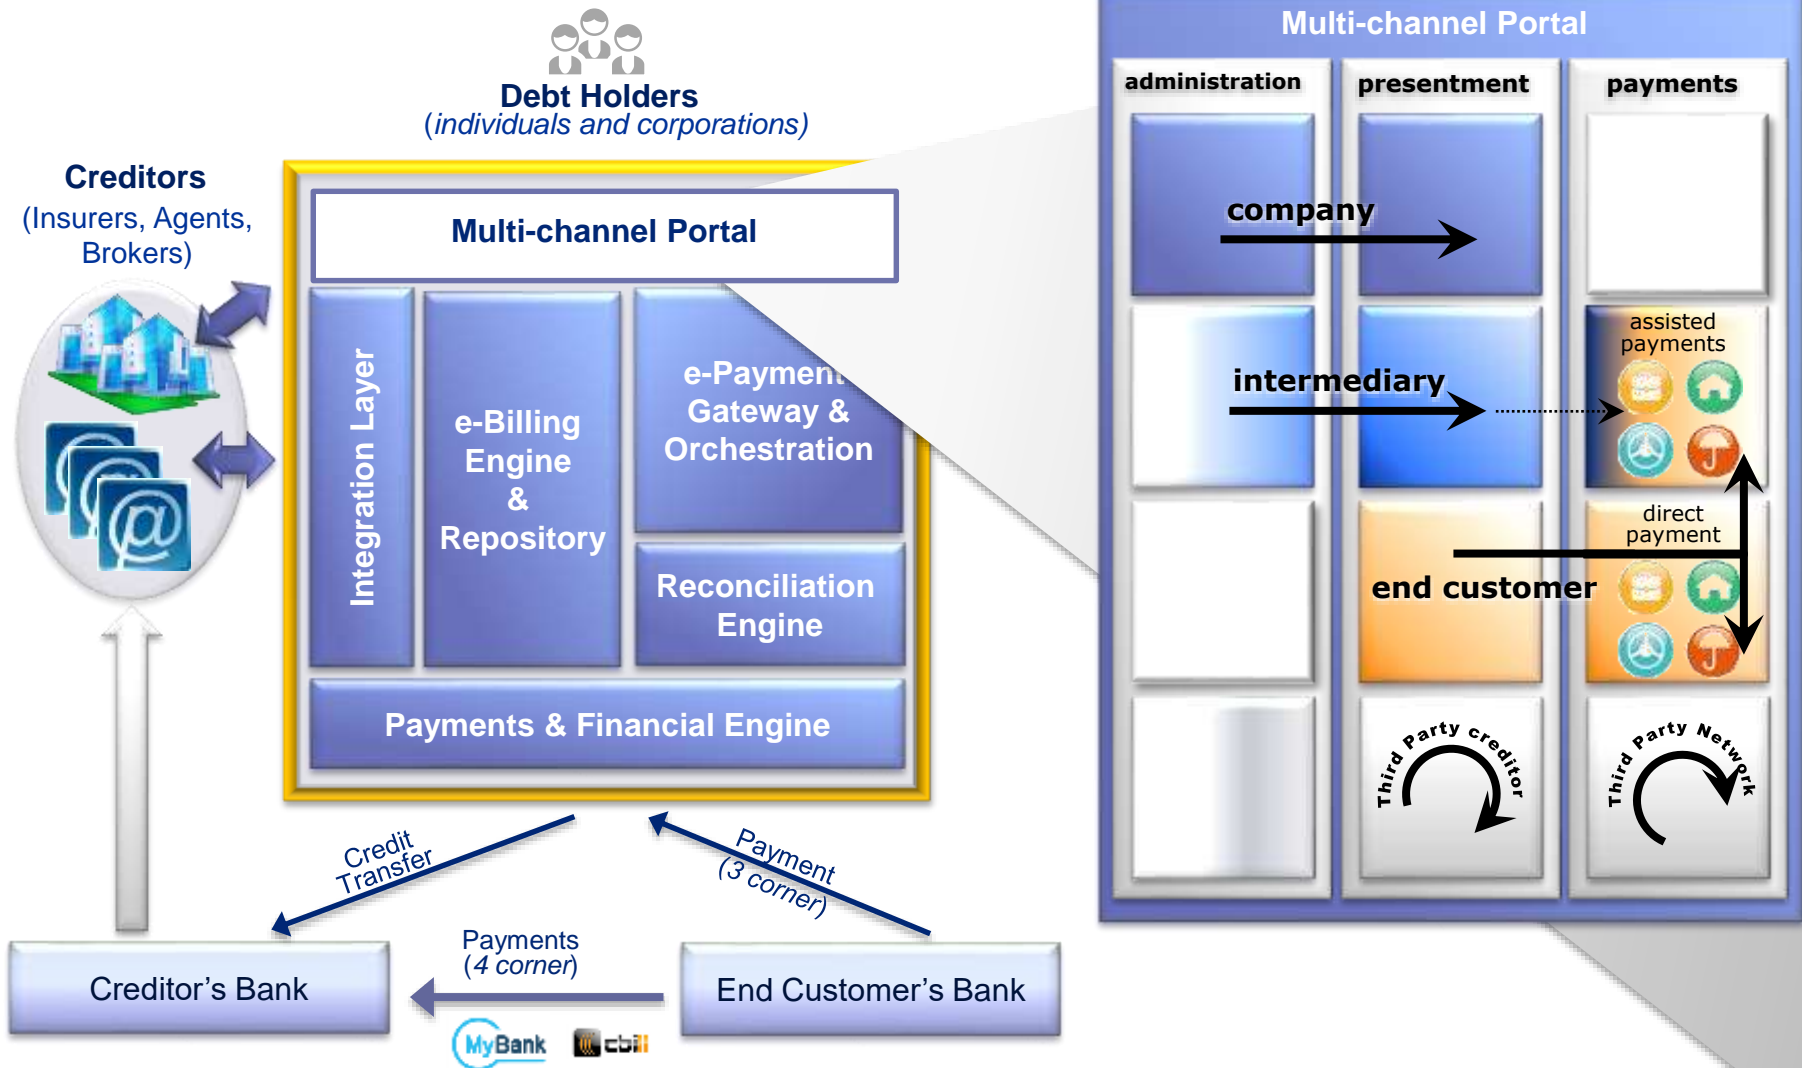 Debt Holders
(individuals and corporations)
Creditors
(Insurers, Agents,
Brokers)
Multi-channel Portal
Integration Layer
e-Billing
Engine
&
Repository
e-Payment
Gateway &
Orchestration
Reconciliation
Engine
Payments & Financial Engine
Credit
Transfer
Payment
(3 corner)
Payments
(4 corner)
Creditor’s Bank
End Customer’s Bank
MyBank
cbill
Multi-channel Portal
administration
presentment
payments
company
assisted
payments
intermediary
direct
payment
end customer
Third Party creditor
Third Party Network